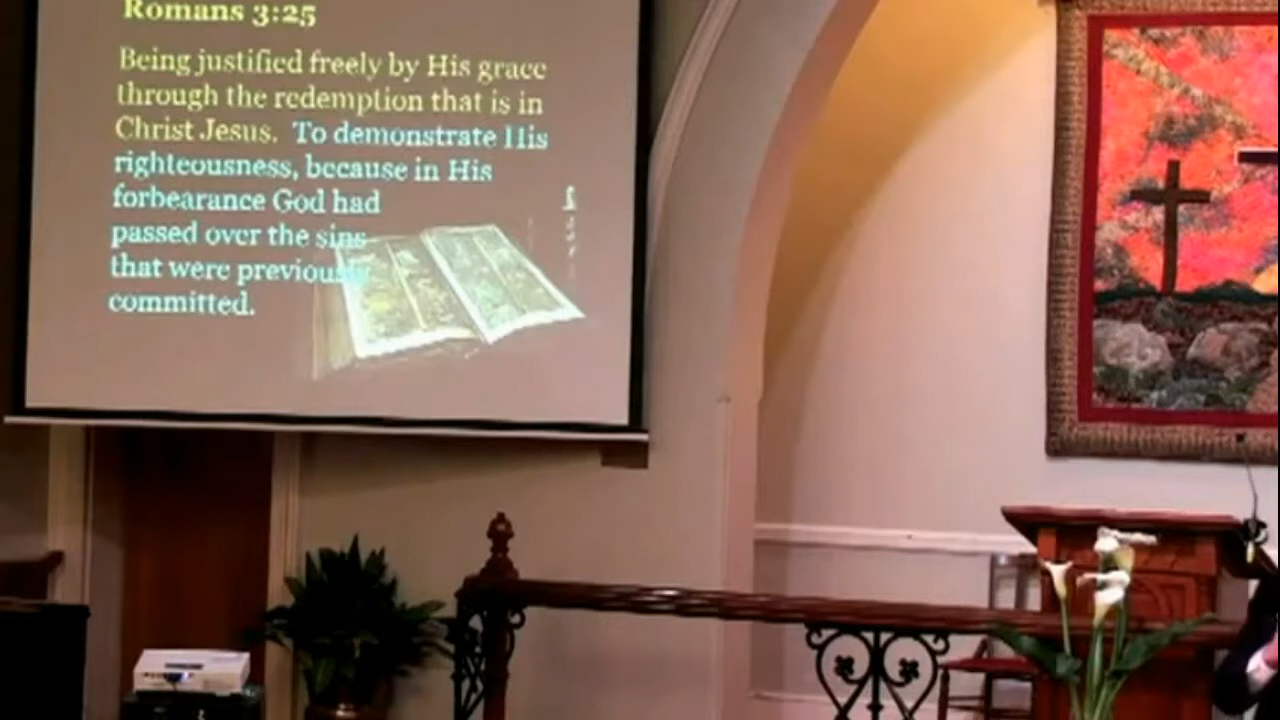 Romans 3:25
Being justified freely by His grace
through the redemption that is in
Christ Jesus. To demonstrate His
righteousness, because in His
forbearance God had
passed over the sins
that were previously
committed.